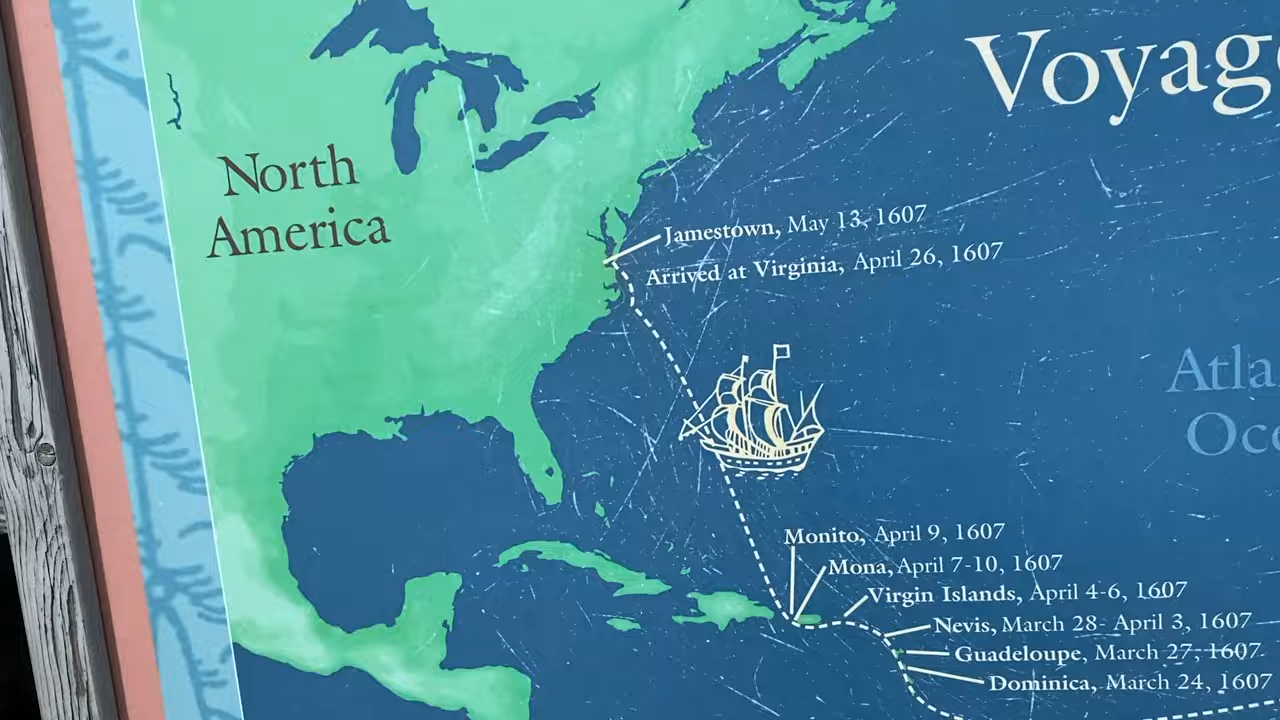 Voyag
North
America
Jamestown, May 13, 1607
Arrived at Virginia, April 26, 1607
Atla
Oce
Monito, April 9, 1607
Mona, April 7-10, 1607
Virgin Islands, April 4-6, 1607
Nevis, March 28- April 3, 1607
Guadeloupe, March 27, 1607
Dominica, March 24, 1607